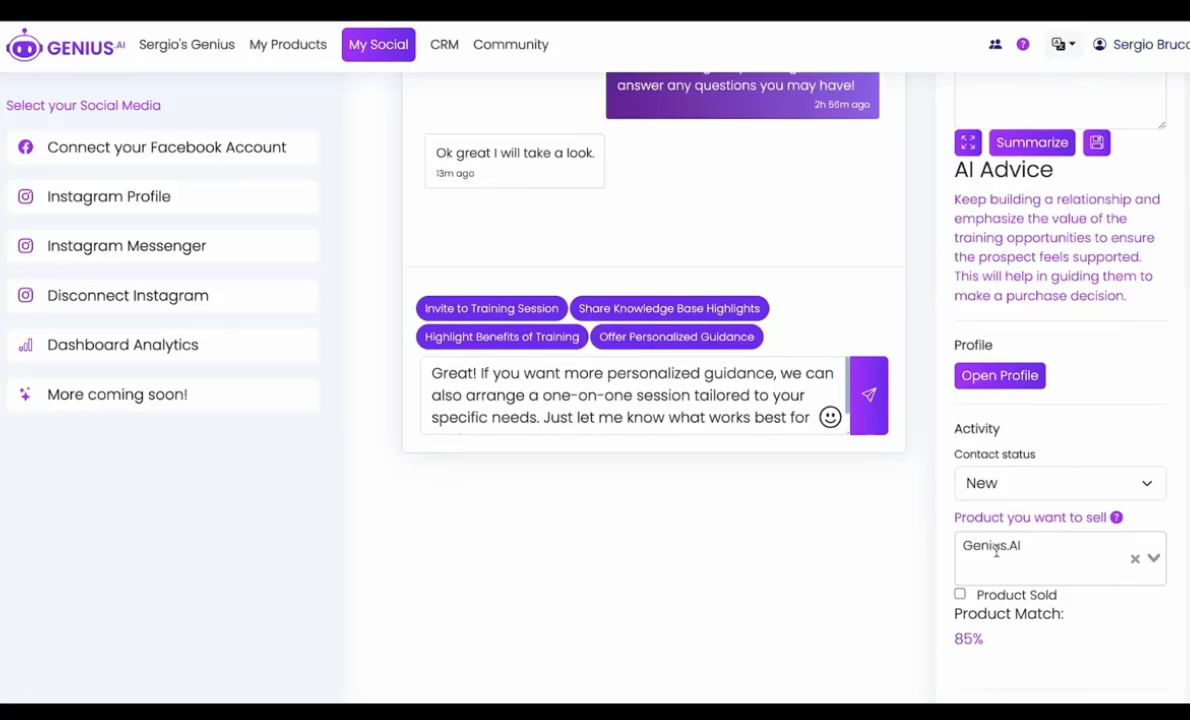 GENIUS.AI
Sergio's Genius
My Products
My Social
CRM
Community
Sergio Brucc
Select your Social Media
Connect your Facebook Account
Instagram Profile
Instagram Messenger
Disconnect Instagram
Dashboard Analytics
More coming soon!
answer any questions you may have!
2h 56m ago
Ok great I will take a look.
13m ago
Invite to Training Session
Share Knowledge Base Highlights
Highlight Benefits of Training
Offer Personalized Guidance
Great! If you want more personalized guidance, we can
also arrange a one-on-one session tailored to your
specific needs. Just let me know what works best for
Summarize
AI Advice
Keep building a relationship and
emphasize the value of the
training opportunities to ensure
the prospect feels supported.
This will help in guiding them to
make a purchase decision.
Profile
Open Profile
Activity
Contact status
New
Product you want to sell ?
Genius.AI
Product Sold
Product Match:
85%